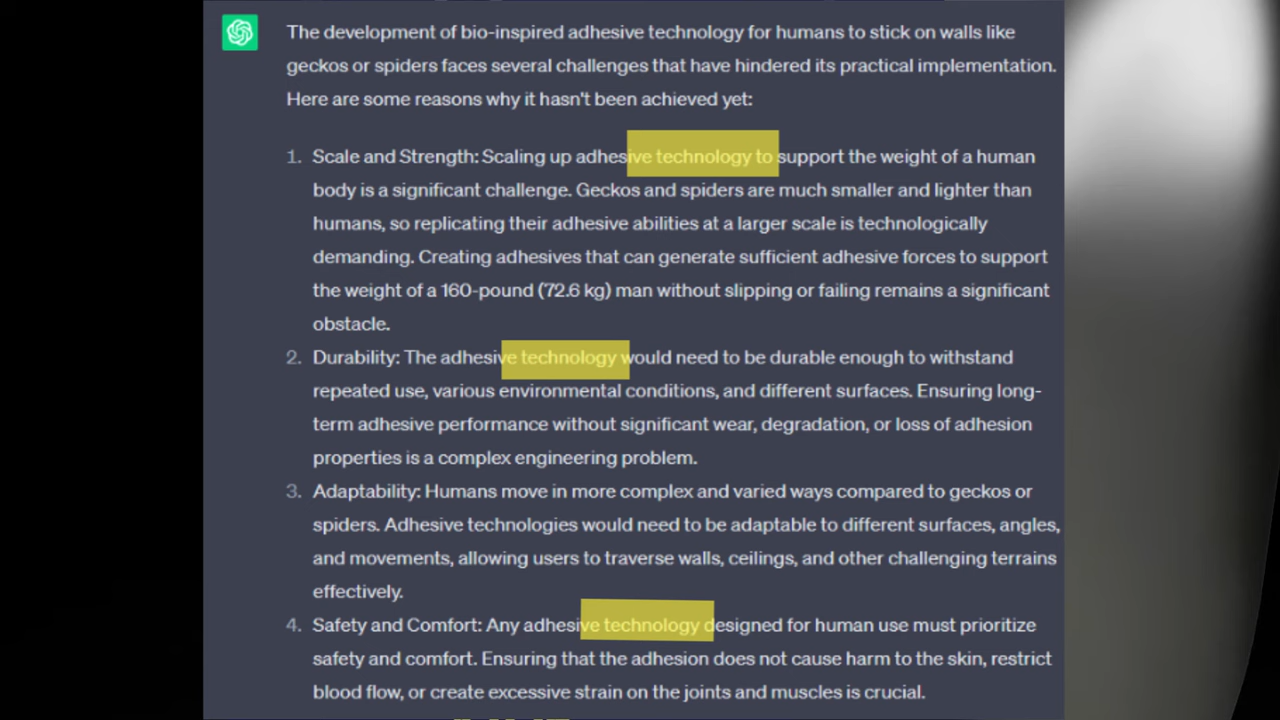 The development of bio-inspired adhesive technology for humans to stick on walls like
geckos or spiders faces several challenges that have hindered its practical implementation.
Here are some reasons why it hasn't been achieved yet:
1. Scale and Strength: Scaling up adhesive technology to support the weight of a human
body is a significant challenge. Geckos and spiders are much smaller and lighter than
humans, so replicating their adhesive abilities at a larger scale is technologically
demanding. Creating adhesives that can generate sufficient adhesive forces to support
the weight of a 160-pound (72.6 kg) man without slipping or failing remains a significant
obstacle.
2. Durability: The adhesive technology would need to be durable enough to withstand
repeated use, various environmental conditions, and different surfaces. Ensuring long-
term adhesive performance without significant wear, degradation, or loss of adhesion
properties is a complex engineering problem.
3. Adaptability: Humans move in more complex and varied ways compared to geckos or
spiders. Adhesive technologies would need to be adaptable to different surfaces, angles,
and movements, allowing users to traverse walls, ceilings, and other challenging terrains
effectively.
4. Safety and Comfort: Any adhesive technology designed for human use must prioritize
safety and comfort. Ensuring that the adhesion does not cause harm to the skin, restrict
blood flow, or create excessive strain on the joints and muscles is crucial.